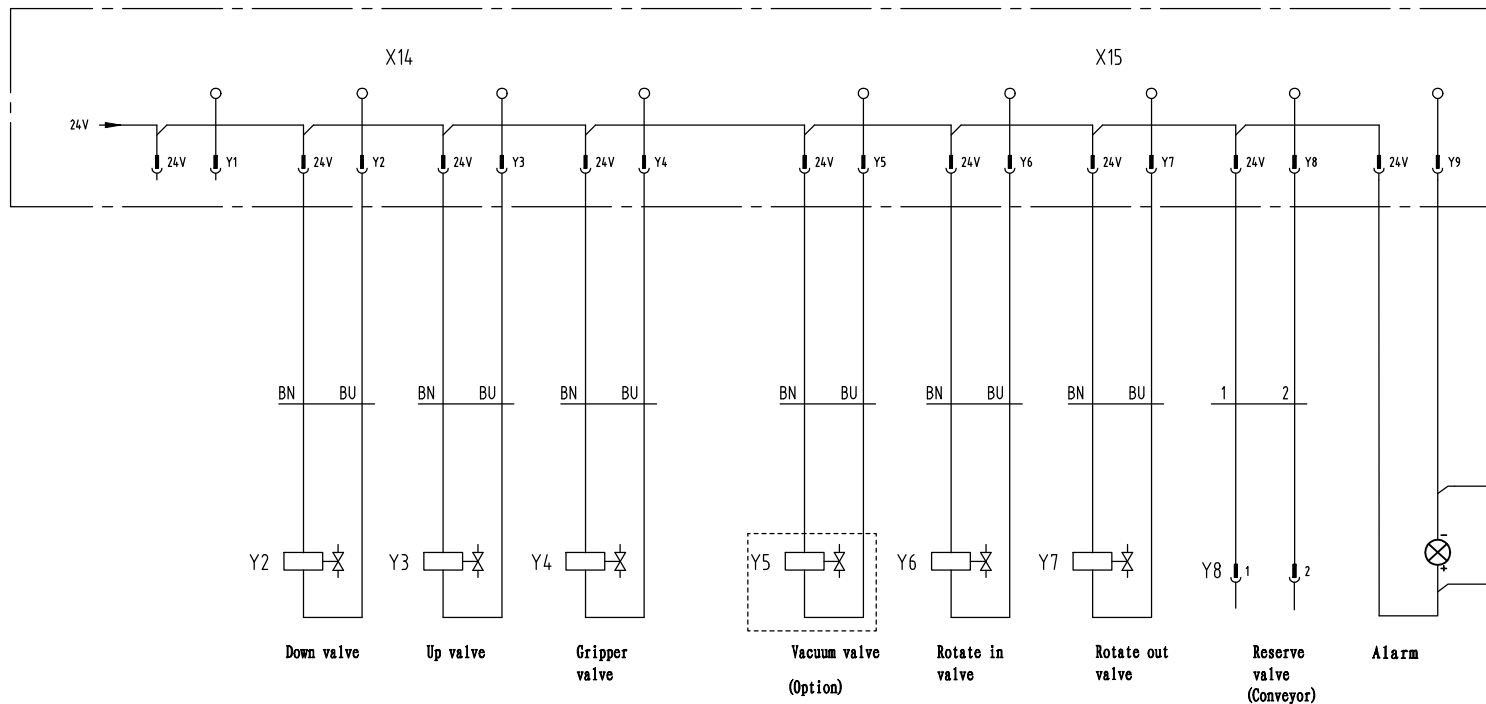 X14
X15
24V
24V
Y1
24V
Y2
24V
Y3
24V
Y4
24V
Y5
24V
Y6
24V
Y7
24V
Y8
24V
Y9
BN
BU
BN
BU
BN
BU
BN
BU
BN
BU
BN
BU
1
2
Y2
Y3
Y4
Y5
Y6
Y7
Y8
1
2
-
+
Down valve
Up valve
Gripper
valve
Vacuum valve
(Option)
Rotate in
valve
Rotate out
valve
Reserve
valve
(Conveyor)
Alarm